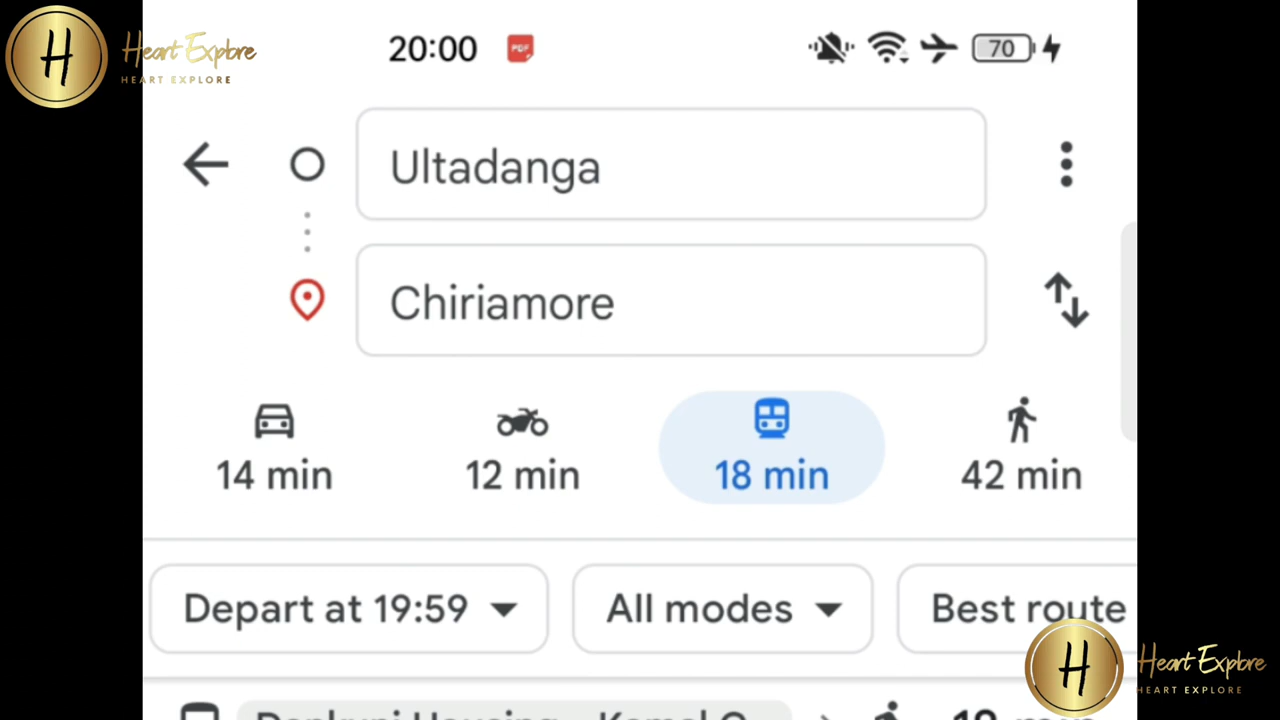 H
Heart Explore
HEART EXPLORE
20:00
PDF
70
Ultadanga
Chiriamore
14 min
12 min
18 min
42 min
Depart at 19:59
All modes
Best route
H
Heart Explore
HEART EXPLORE
Housing